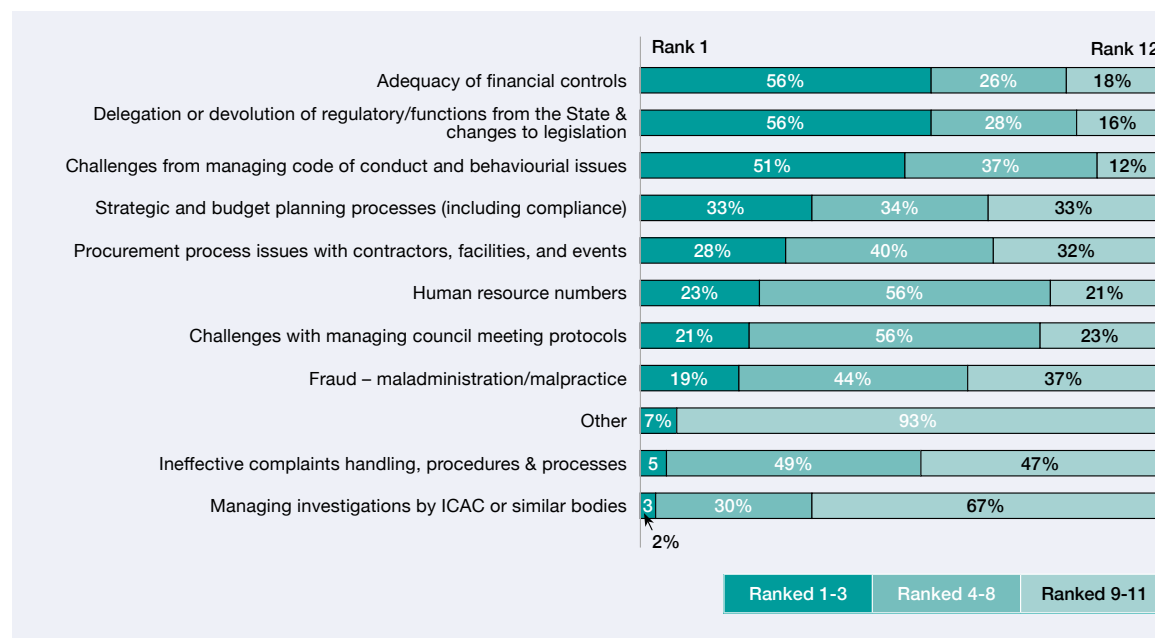 Rank 1 Rank 12
Adequacy of financial controls 56% 26% 18%
Delegation or devolution of regulatory/functions from the State &
changes to legislation 56% 28% 16%
Challenges from managing code of conduct and behaviourial issues 51% 37% 12%
Strategic and budget planning processes (including compliance) 33% 34% 33%
Procurement process issues with contractors, facilities, and events 28% 40% 32%
Human resource numbers 23% 56% 21%
Challenges with managing council meeting protocols 21% 56% 23%
Fraud – maladministration/malpractice 19% 44% 37%
Other 7% 93%
Ineffective complaints handling, procedures & processes 5 49% 47%
Managing investigations by ICAC or similar bodies 3 30% 67%
2%
Ranked 1-3 Ranked 4-8 Ranked 9-11